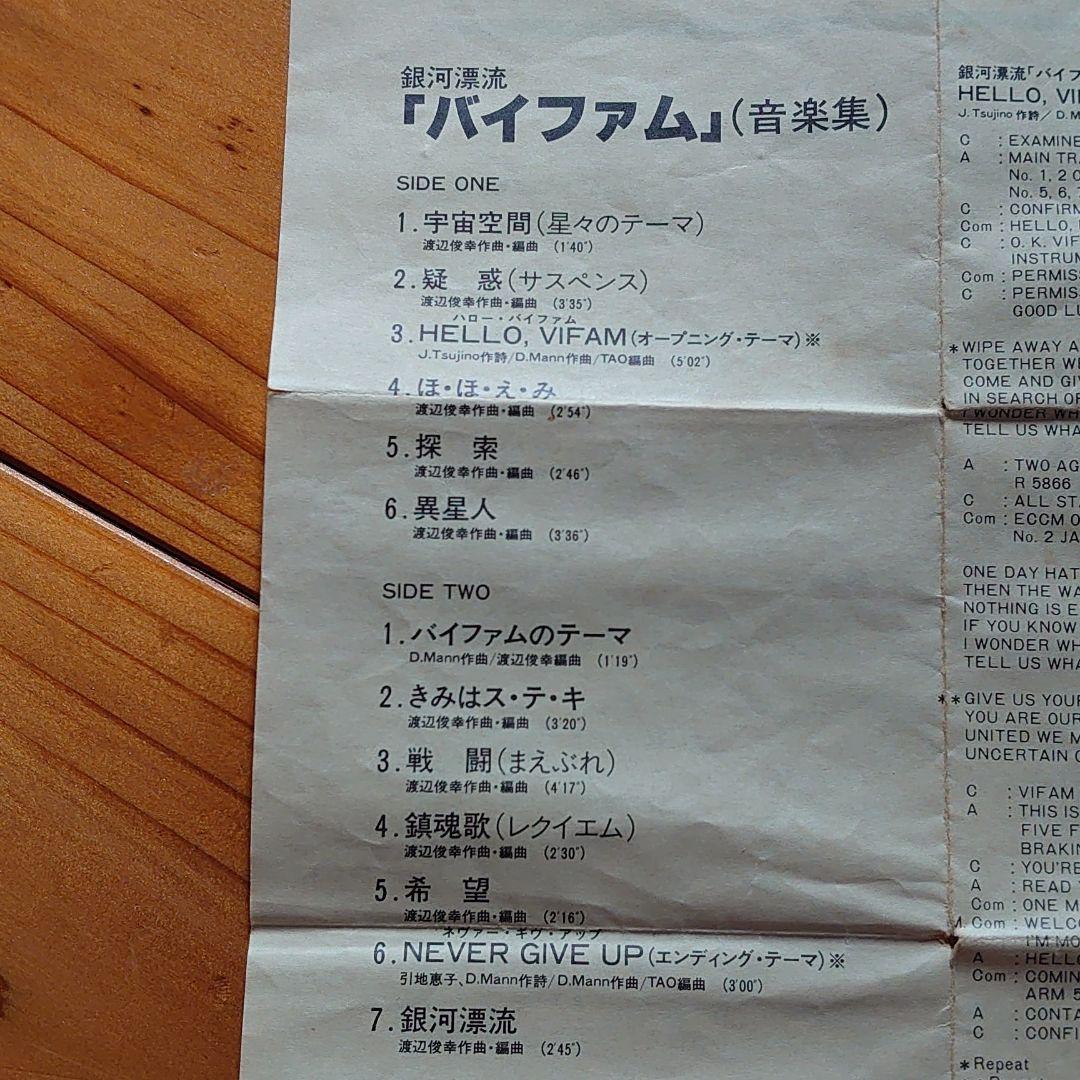 銀河漂流
「バイファム」(音楽集)
SIDE ONE
1.宇宙空間(星々のテーマ)
渡辺俊幸作曲・編曲 (1'40")
2.疑 惑(サスペンス)
渡辺俊幸作曲・編曲 (3'35")
ハロー・バイファム
3.HELLO, VIFAM(オープニング・テーマ)※
J.Tsujino作詩/D.Mann作曲/TAO編曲 (5'02")
4.ほ・ほ・え・み
渡辺俊幸作曲・編曲 (2'54")
5.探 索
渡辺俊幸作曲・編曲 (2'46")
6.異星人
渡辺俊幸作曲・編曲 (3'36")
SIDE TWO
1.バイファムのテーマ
D.Mann作曲/渡辺俊幸編曲 (1'19")
2.きみはス・テ・キ
渡辺俊幸作曲・編曲 (3'20")
3.戦 闘(まえぶれ)
渡辺俊幸作曲・編曲 (4'17")
4.鎮魂歌(レクイエム)
渡辺俊幸作曲・編曲 (2'30")
5.希 望
渡辺俊幸作曲・編曲 (2'16")
ネヴァー・ギヴ・アップ
6.NEVER GIVE UP(エンディング・テーマ)※
引地恵子、D.Mann作詩/D.Mann作曲/TAO編曲 (3'00")
7.銀河漂流
渡辺俊幸作曲・編曲 (2'45")
銀河漂流「バイフ
HELLO, VI
J.Tsujino作詩/D.M
C : EXAMINE
A : MAIN TR
No. 1, 2
No. 5, 6,
C : CONFIRM
Com : HELLO,
C : O. K. VIF
INSTRUM
Com : PERMISS
C : PERMIS
GOOD LU
*WIPE AWAY A
TOGETHER WE
COME AND GIV
IN SEARCH OF
I WONDER WH
TELL US WHA
A : TWO AG
R 5866
C : ALL STA
Com : ECCM O
No. 2 JA
ONE DAY HAT
THEN THE WA
NOTHING IS E
IF YOU KNOW
I WONDER WH
TELL US WHA
**GIVE US YOUR
YOU ARE OUR
UNITED WE M
UNCERTAIN
C : VIFAM
A : THIS IS
FIVE F
BRAKIN
C : YOU'RE
A : READ
Com : ONE M
M. Com : WELCO
I'M MO
A : HELLO
Com : COMIN
ARM 5
A : CONTA
C : CONFI
*Repeat